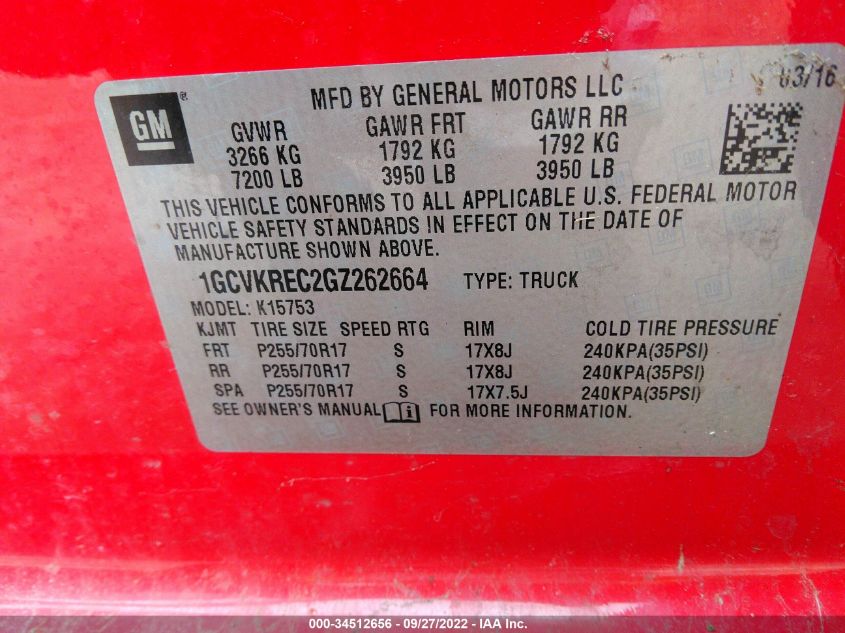 GM
MFD BY GENERAL MOTORS LLC
03/16
GVWR GAWR FRT GAWR RR
3266 KG 1792 KG 1792 KG
7200 LB 3950 LB 3950 LB
THIS VEHICLE CONFORMS TO ALL APPLICABLE U.S. FEDERAL MOTOR
VEHICLE SAFETY STANDARDS IN EFFECT ON THE DATE OF
MANUFACTURE SHOWN ABOVE.
1GCVKREC2GZ262664 TYPE: TRUCK
MODEL: K15753
KJMT TIRE SIZE SPEED RTG RIM COLD TIRE PRESSURE
FRT P255/70R17 S 17X8J 240KPA(35PSI)
RR P255/70R17 S 17X8J 240KPA(35PSI)
SPA P255/70R17 S 17X7.5J 240KPA(35PSI)
SEE OWNER'S MANUAL FOR MORE INFORMATION.
000-34512656 - 09/27/2022 - IAA Inc.